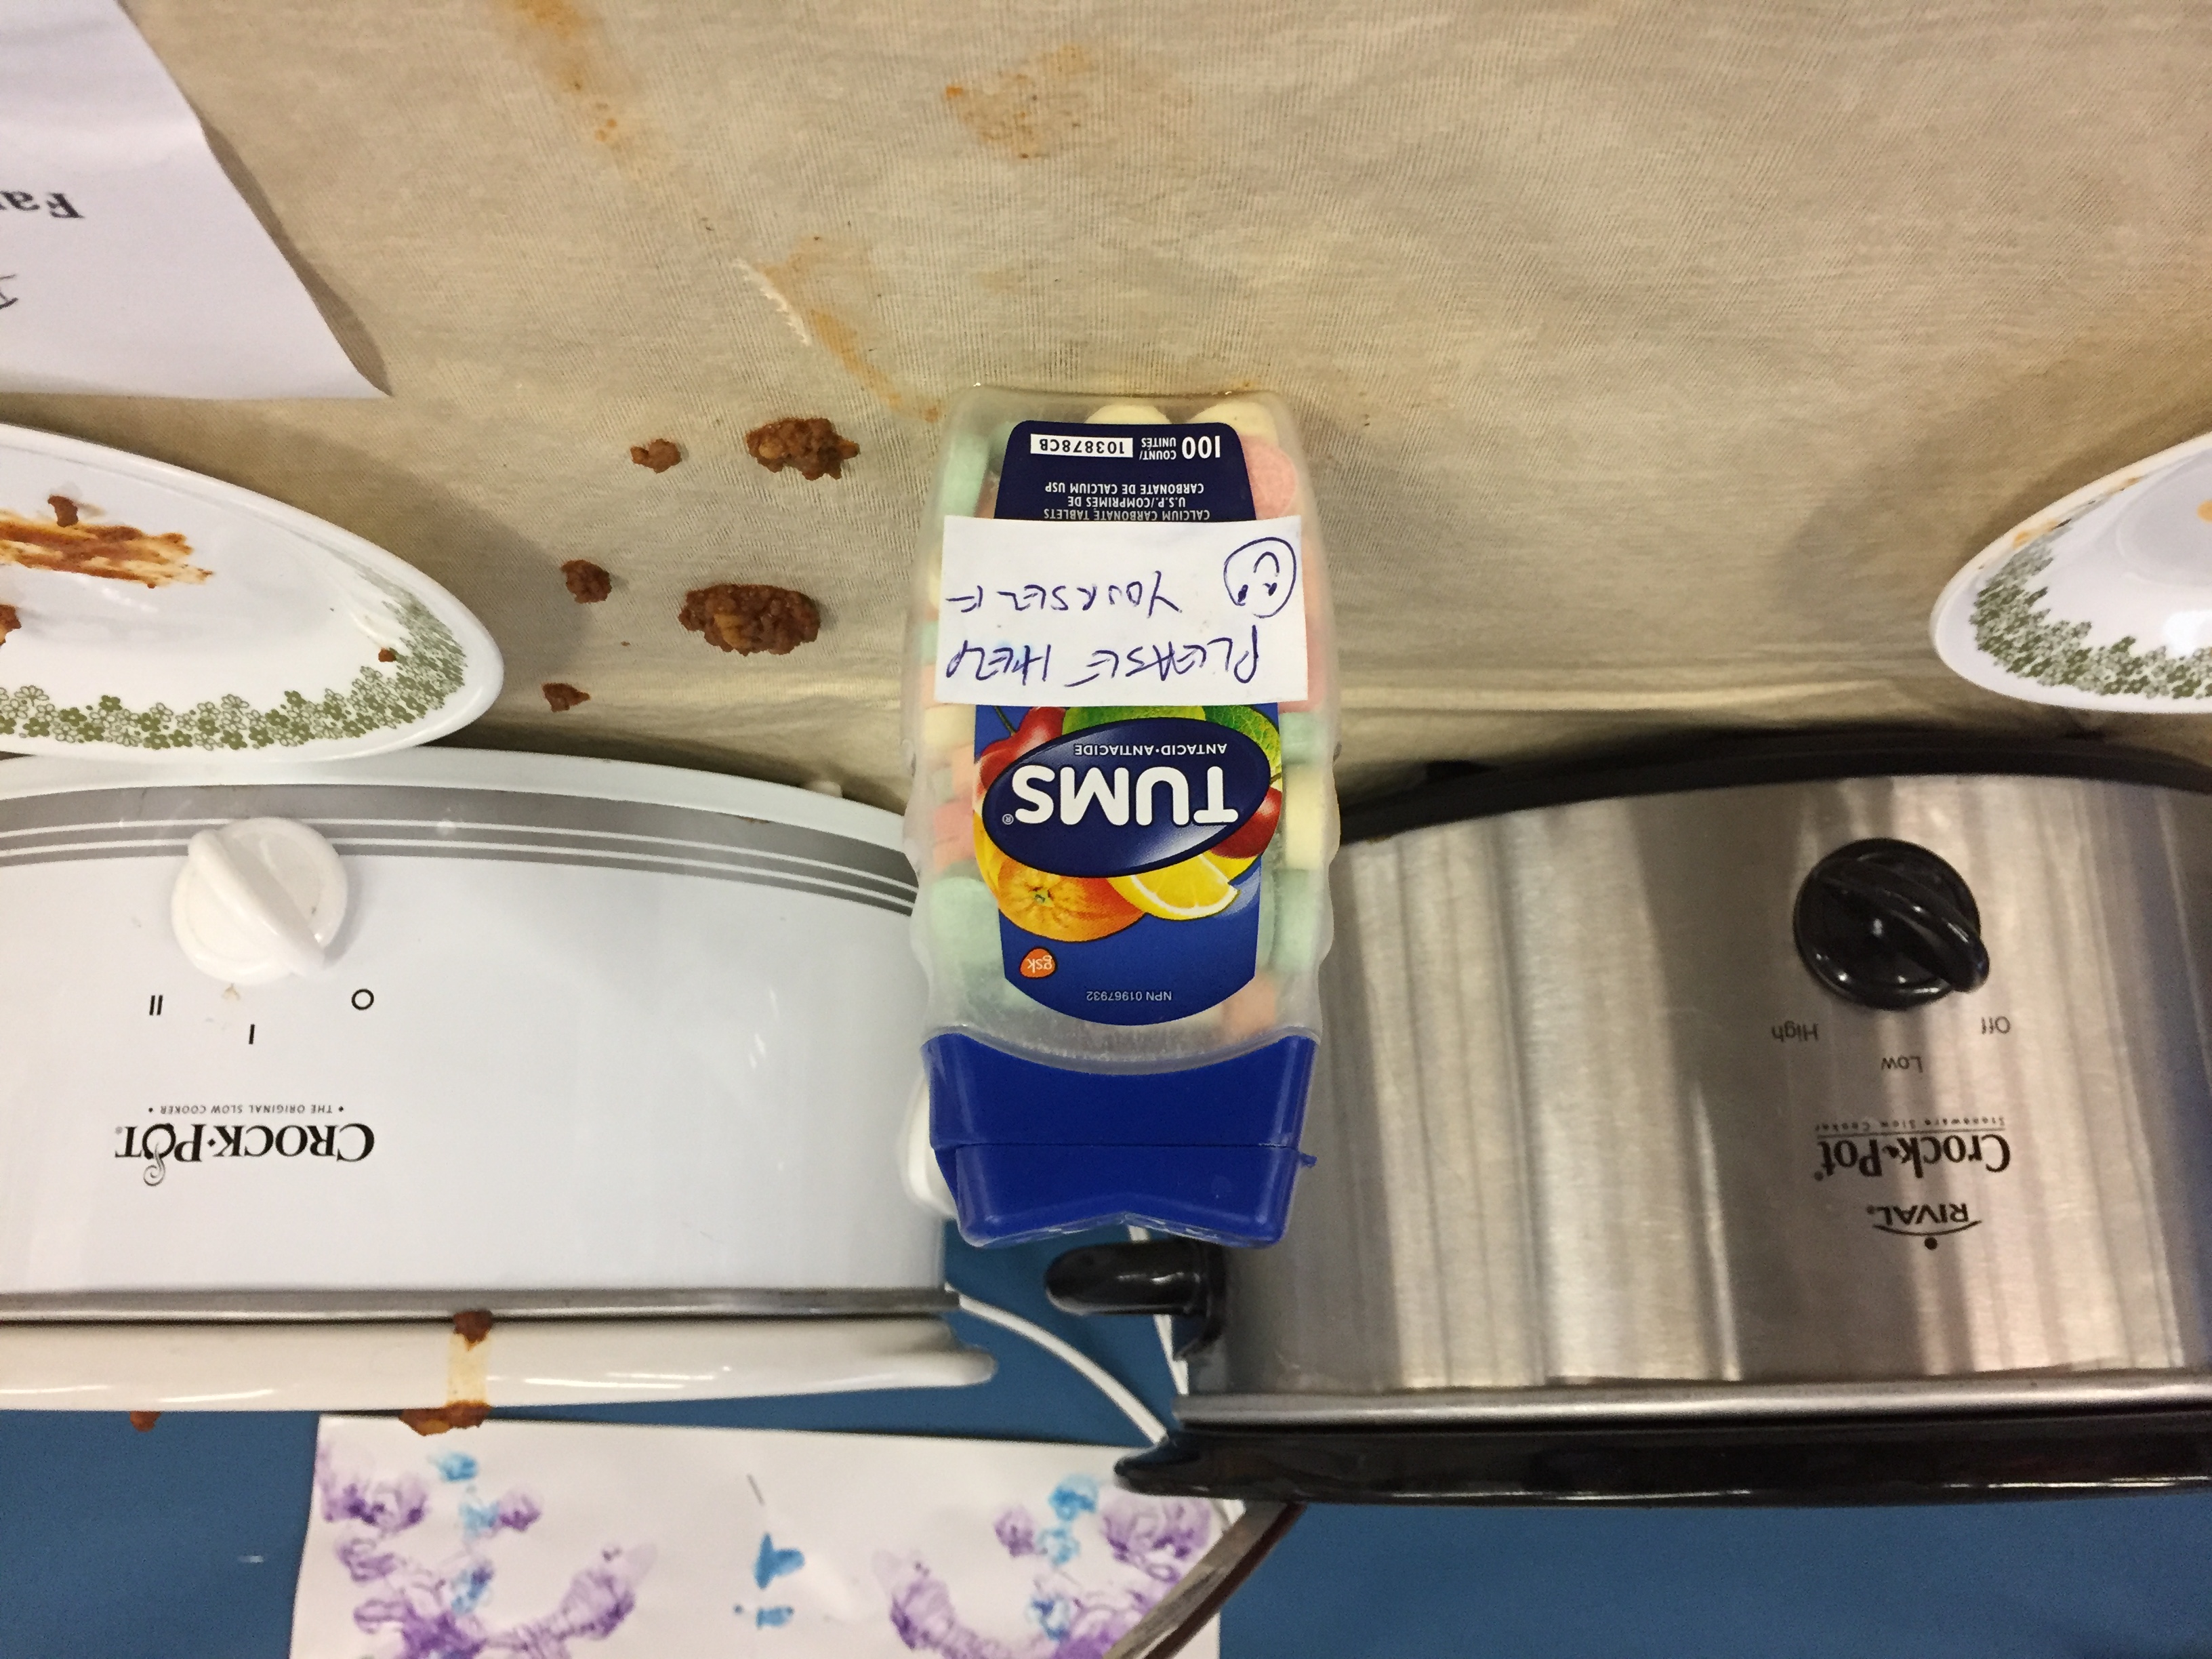 CROCK·POT®
• THE ORIGINAL SLOW COOKER •
O
I
II
NPN 01967932
gsk
TUMS®
ANTACID·ANTIACIDE
PLEASE HELP
YOURSELF
CALCIUM CARBONATE TABLETS
U.S.P./COMPRIMÉS DE
CARBONATE DE CALCIUM USP
100 COUNT/
UNITÉS
103878CB
RIVAL®
Crock•Pot®
Stoneware Slow Cooker
Off
Low
High
Fa